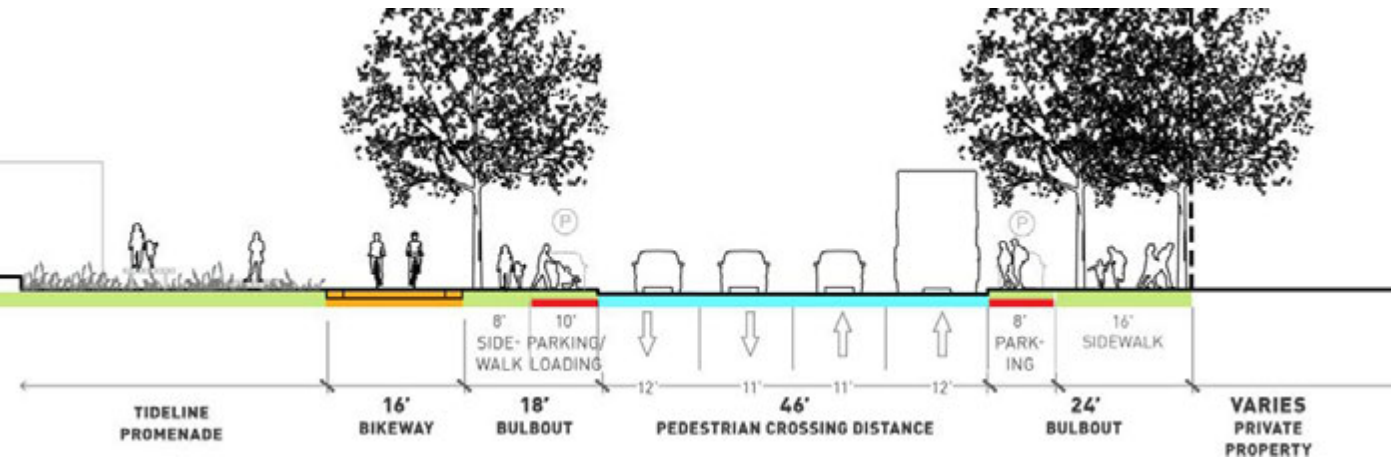 P
P
8'
SIDE-
WALK
10'
PARKING/
LOADING
8'
PARK-
ING
16'
SIDEWALK
12'
11'
11'
12'
TIDELINE
PROMENADE
16'
BIKEWAY
18'
BULBOUT
46'
PEDESTRIAN CROSSING DISTANCE
24'
BULBOUT
VARIES
PRIVATE
PROPERTY